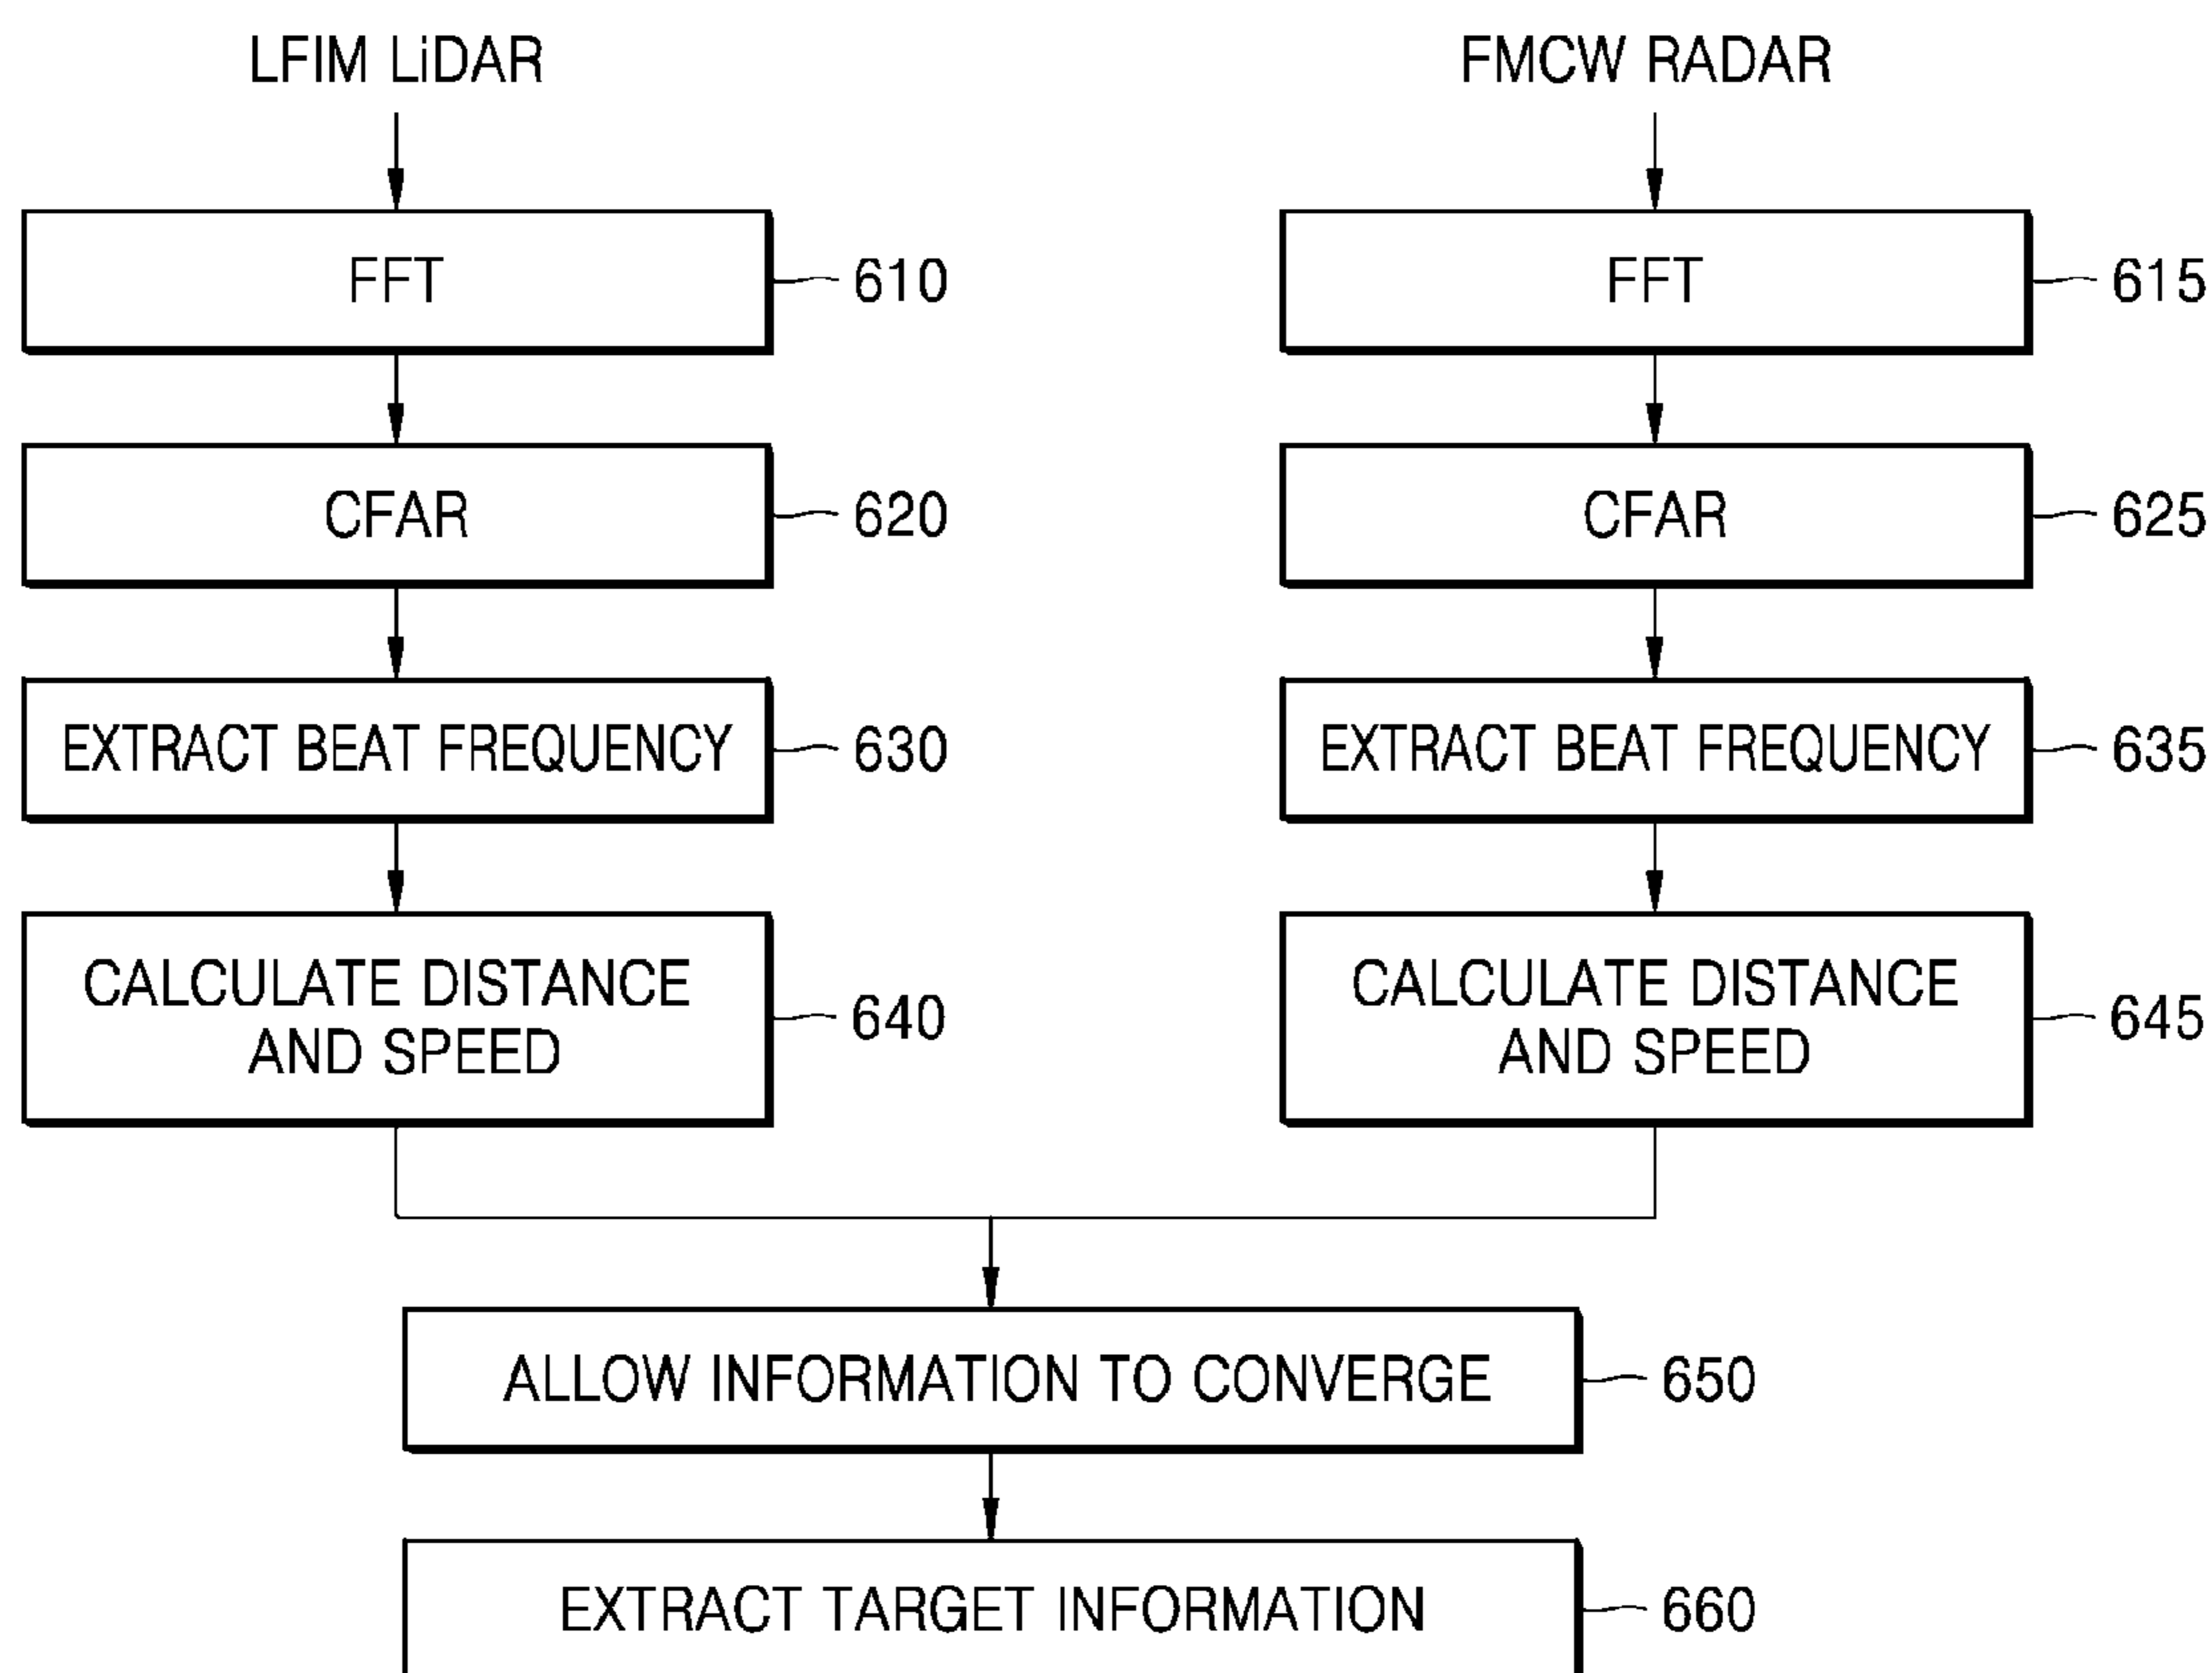 LFIM LiDAR
FMCW RADAR
FFT
610
FFT
615
CFAR
620
CFAR
625
EXTRACT BEAT FREQUENCY
630
EXTRACT BEAT FREQUENCY
635
CALCULATE DISTANCE
AND SPEED
640
CALCULATE DISTANCE
AND SPEED
645
ALLOW INFORMATION TO CONVERGE
650
EXTRACT TARGET INFORMATION
660